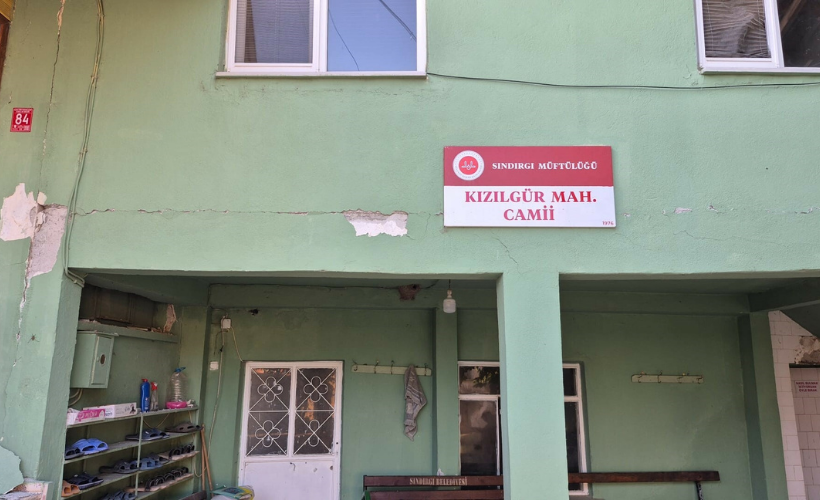 84
SINDIRGI MÜFTÜLÜĞÜ
KIZILGÜR MAH.
CAMİİ
1976
SINDIRGI BELEDİYESİ